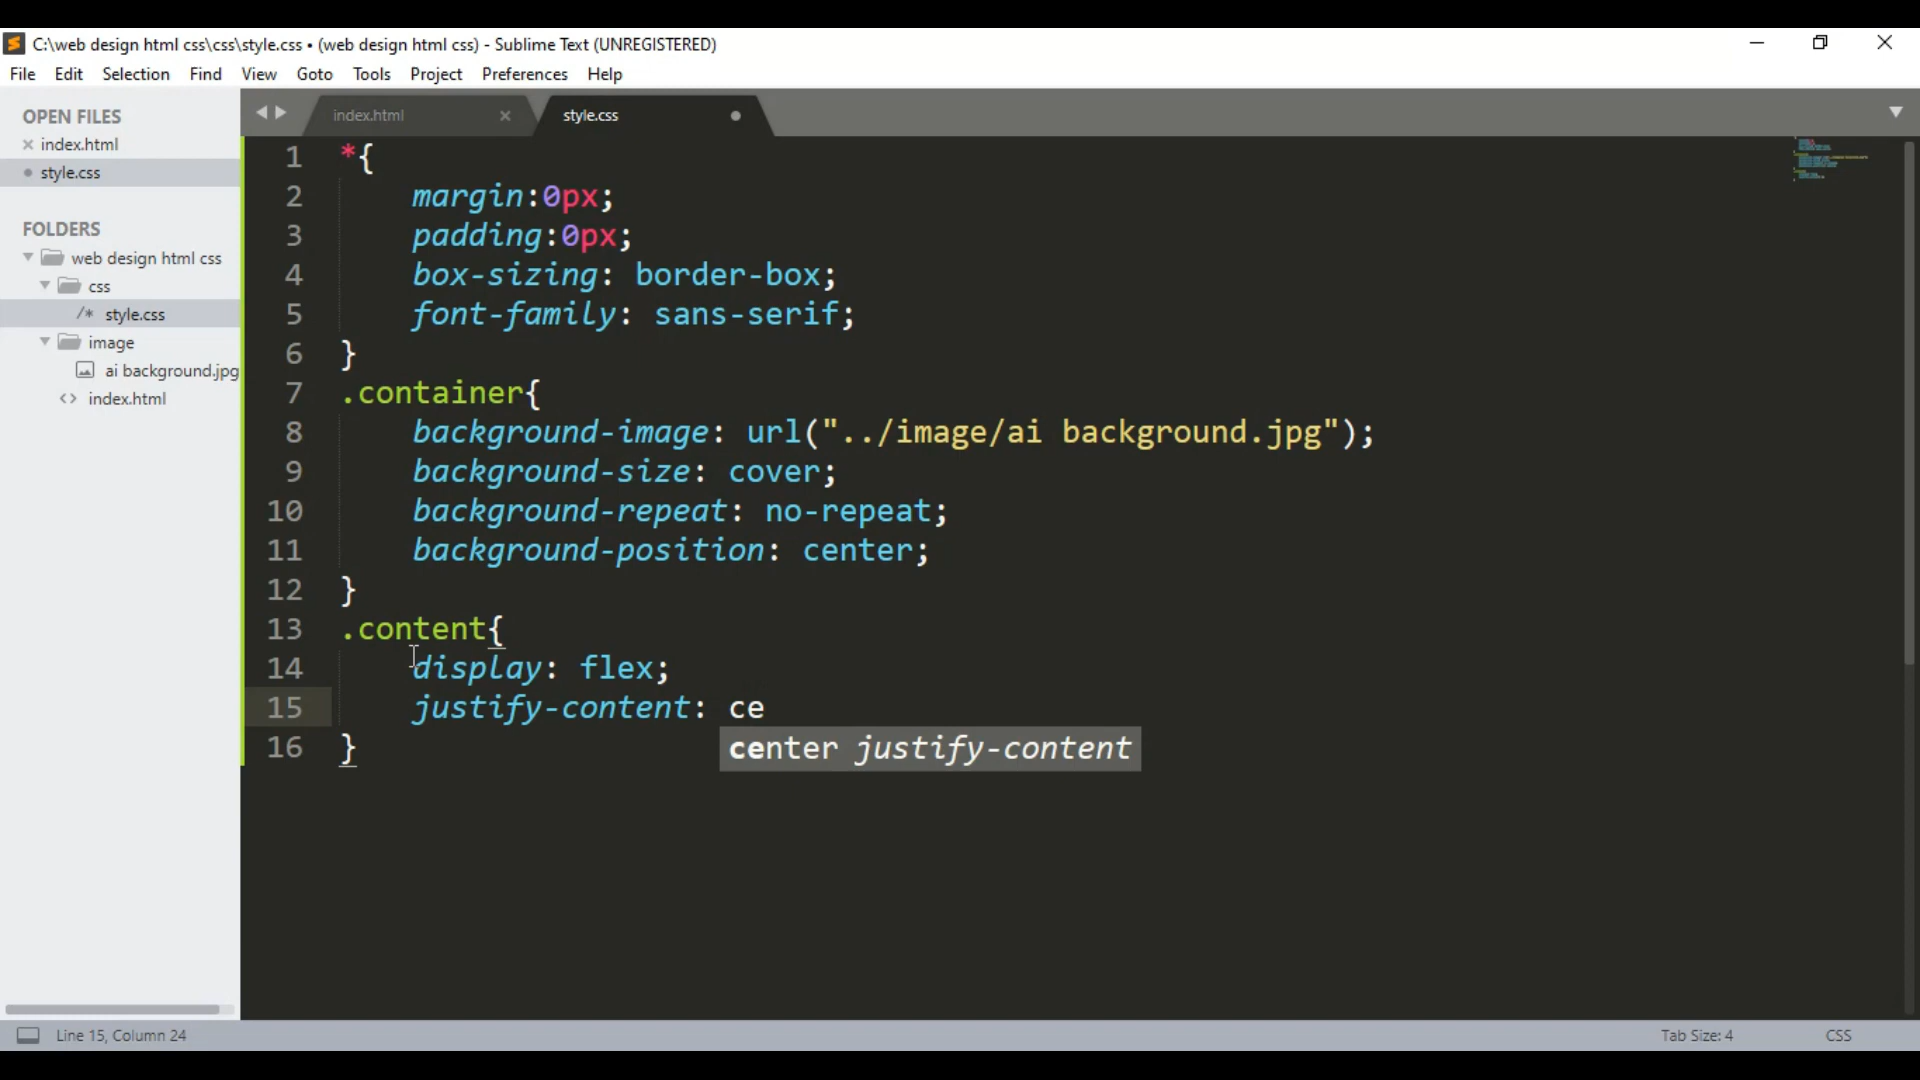 C:\web design html css\css\style.css • (web design html css) - Sublime Text (UNREGISTERED)
File Edit Selection Find View Goto Tools Project Preferences Help
OPEN FILES
index.html
style.css
FOLDERS
web design html css
css
/* style.css
image
ai background.jpg
<> index.html
index.html × style.css
1 *{
2 margin:0px;
3 padding:0px;
4 box-sizing: border-box;
5 font-family: sans-serif;
6 }
7 .container{
8 background-image: url("../image/ai background.jpg");
9 background-size: cover;
10 background-repeat: no-repeat;
11 background-position: center;
12 }
13 .content{
14 display: flex;
15 justify-content: ce
center justify-content
16 }
Line 15, Column 24 Tab Size: 4 CSS